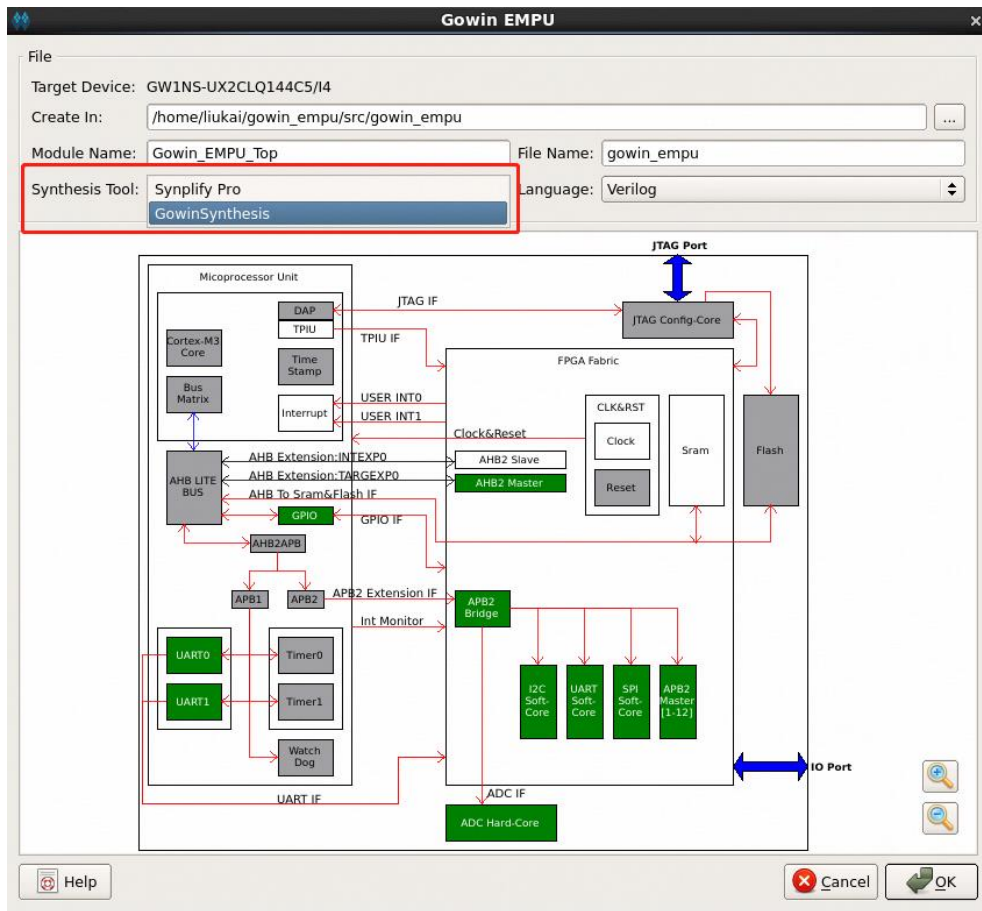 Gowin EMPU
File
Target Device: GW1NS-UX2CLQ144C5/I4
Create In: /home/liukai/gowin_empu/src/gowin_empu ...
Module Name: Gowin_EMPU_Top File Name: gowin_empu
Synthesis Tool: Synplify Pro Language: Verilog
GowinSynthesis
JTAG Port
Micoprocessor Unit
DAP
TPIU
JTAG IF
TPIU IF
JTAG Config-Core
Cortex-M3
Core
Time
Stamp
FPGA Fabric
Bus
Matrix
Interrupt
USER INT0
USER INT1
CLK&RST
Clock
Reset
Sram
Flash
Clock&Reset
AHB2 Slave
AHB2 Master
AHB LITE
BUS
AHB Extension:INTEXP0
AHB Extension:TARGEXP0
AHB To Sram&Flash IF
GPIO
GPIO IF
AHB2APB
APB1
APB2
APB2 Extension IF
APB2
Bridge
Int Monitor
UART0
Timer0
UART1
Timer1
I2C
Soft-
Core
UART
Soft-
Core
SPI
Soft-
Core
APB2
Master
[1-12]
Watch
Dog
IO Port
UART IF
ADC IF
ADC Hard-Core
Help
Cancel
OK